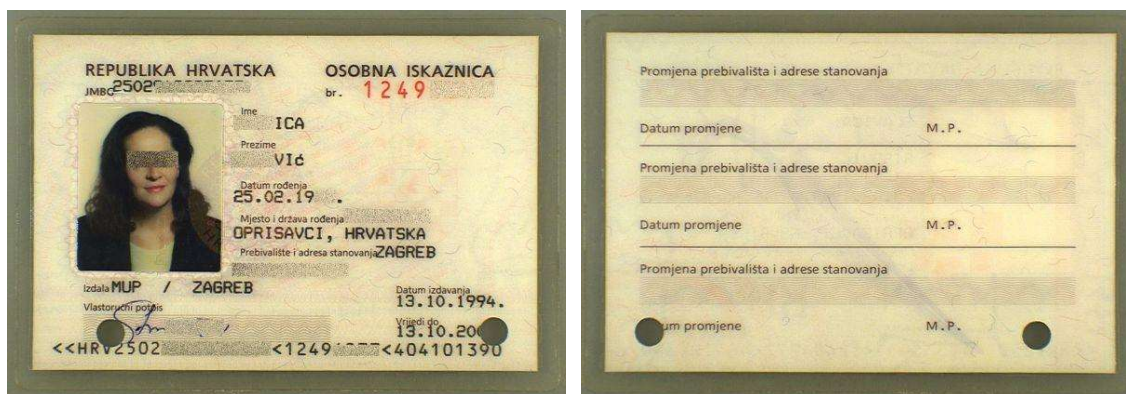 REPUBLIKA HRVATSKA
OSOBNA ISKAZNICA
JMBG 2502
br. 1249
Ime
ICA
Prezime
VIć
Datum rođenja
25.02.19 .
Mjesto i država rođenja
OPRISAVCI, HRVATSKA
Prebivalište i adresa stanovanja ZAGREB
Izdala MUP / ZAGREB
Datum izdavanja
13.10.1994.
Vlastoručni potpis
Vrijedi do
13.10.20
<<HRV2502 <1249 <404101390
Promjena prebivališta i adrese stanovanja
Datum promjene M.P.
Promjena prebivališta i adrese stanovanja
Datum promjene M.P.
Promjena prebivališta i adrese stanovanja
um promjene M.P.